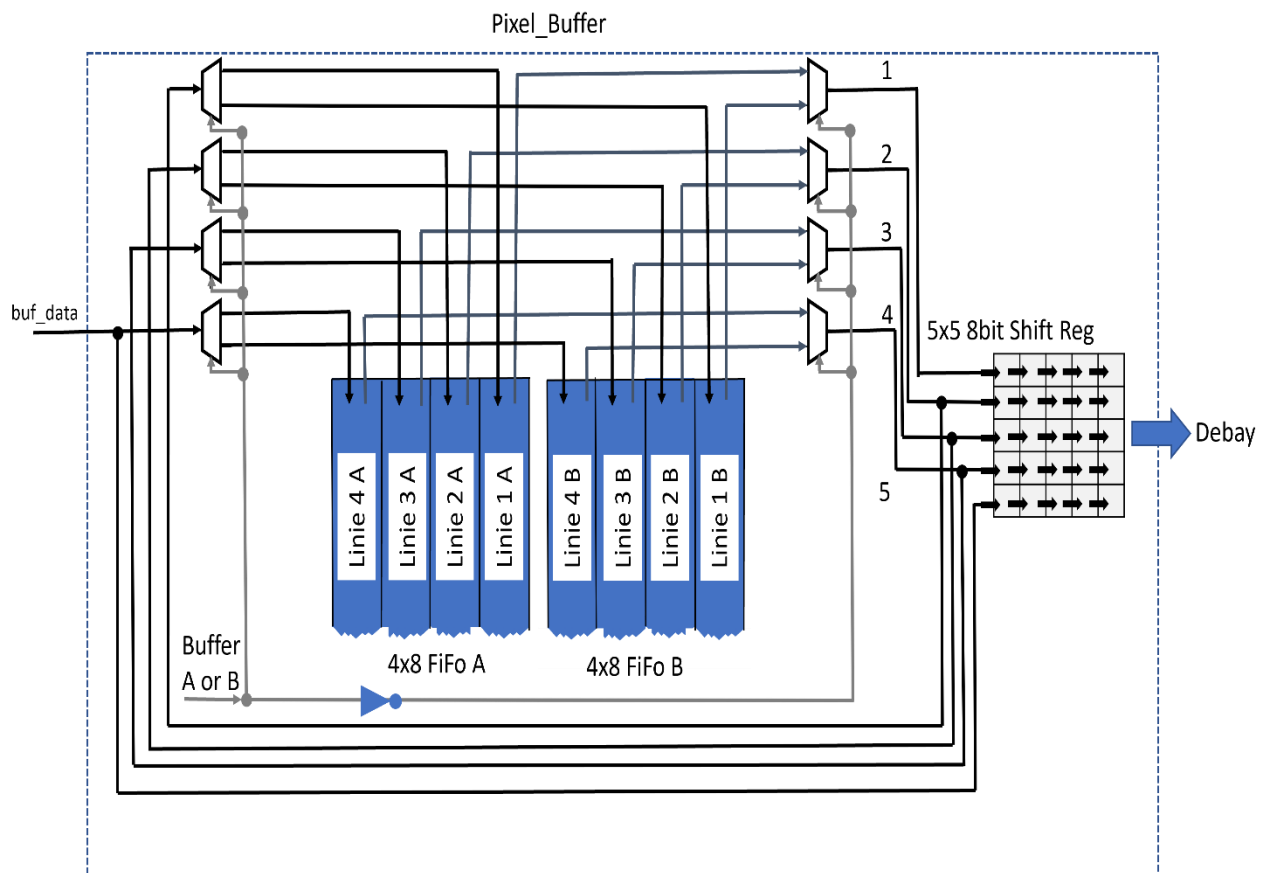 Pixel_Buffer
1
2
3
buf_data
4
5x5 8bit Shift Reg
Debay
5
Linie 4 A
Linie 3 A
Linie 2 A
Linie 1 A
Linie 4 B
Linie 3 B
Linie 2 B
Linie 1 B
Buffer
A or B
4x8 FiFo A
4x8 FiFo B